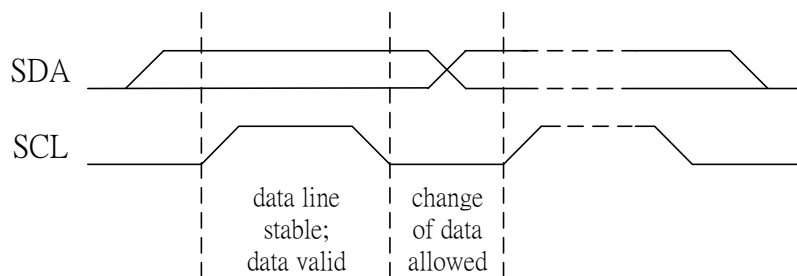 SDA
SCL
data line
stable;
data valid
change
of data
allowed